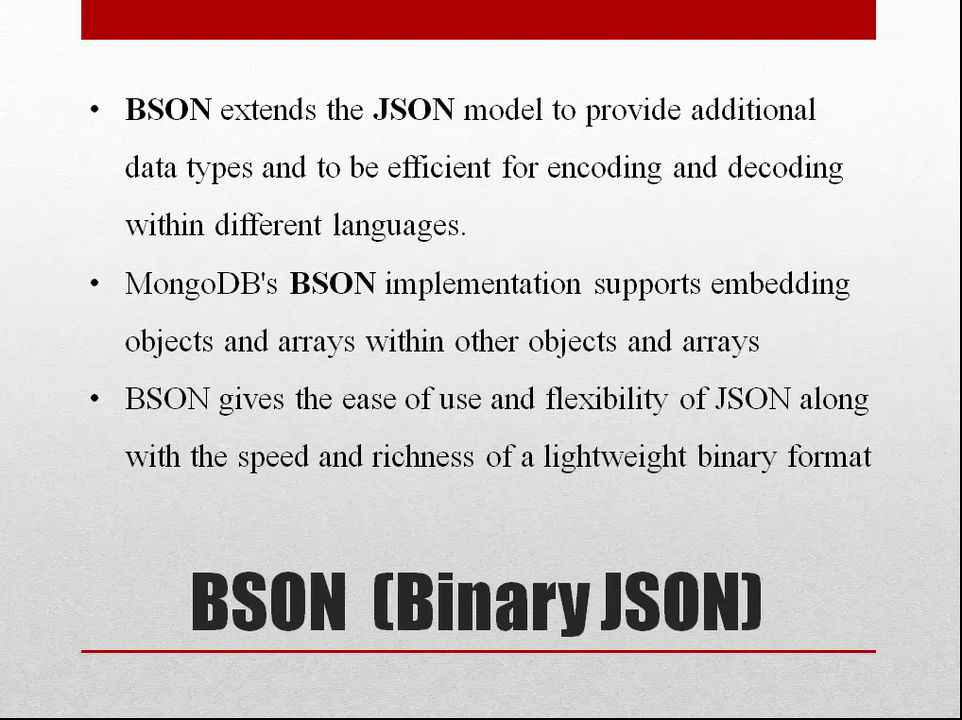 • BSON extends the JSON model to provide additional
data types and to be efficient for encoding and decoding
within different languages.
• MongoDB's BSON implementation supports embedding
objects and arrays within other objects and arrays
• BSON gives the ease of use and flexibility of JSON along
with the speed and richness of a lightweight binary format
BSON (Binary JSON)